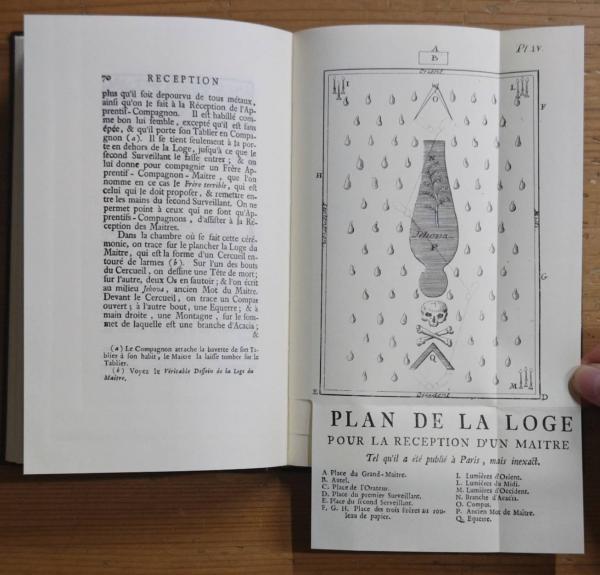 70 RECEPTION
plus qu'il soit depourvu de tous métaux,
ainsi qu'on le fait à la Réception de l'Ap-
prentif-Compagnon. Il est habillé com-
me bon lui semble, excepté qu'il est sans
épée, & qu'il porte son Tablier en Compa-
gnon (a). Il se tient seulement à la por-
te en dehors de la Loge, jusqu'à ce que le
second Surveillant le fasse entrer; & on
lui donne pour compagnie un Frère Ap-
prentif-Compagnon-Maitre, que l'on
nomme en ce cas le Frère terrible, qui est
celui qui le doit proposer, & remettre en-
tre les mains du second Surveillant. On ne
permet point à ceux qui ne sont qu'Ap-
prentifs-Compagnons, d'assister à la Ré-
ception des Maitres.
Dans la chambre où se fait cette céré-
monie, on trace sur le plancher la Loge du
Maitre, qui est la forme d'un Cercueil en-
touré de larmes (b). Sur l'un des bouts
du Cercueil, on dessine une Tête de mort;
sur l'autre, deux Os en sautoir; & l'on écrit
au milieu Jehova, ancien Mot du Maitre.
Devant le Cercueil, on trace un Compas
ouvert; à l'autre bout, une Equerre; & à
main droite, une Montagne, sur le som-
met de laquelle est une branche d'Acacia;
&
(a) Le Compagnon attache la bavette de son Ta-
blier à son habit, le Maitre la laisse tomber sur le
Tablier.
(b) Voyez le Véritable Dessein de la Loge du
Maitre.
A
B
Pl. IV.
Orient
I
L
F
N
H
Jehova
P
G
Q
M
E
Occident
D
PLAN DE LA LOGE
POUR LA RECEPTION D'UN MAITRE
Tel qu'il a été publié à Paris, mais inexact.
A Place du Grand-Maitre.
B. Autel.
C. Place de l'Orateur.
D. Place du premier Surveillant.
E. Place du second Surveillant.
F, G, H. Place des trois Frères au rou-
leau de papier.
I. Lumières d'Orient.
L. Lumières du Midi.
M. Lumières d'Occident.
N. Branche d'Acacia.
O. Compas.
P. Ancien Mot de Maître.
Q. Equerre.